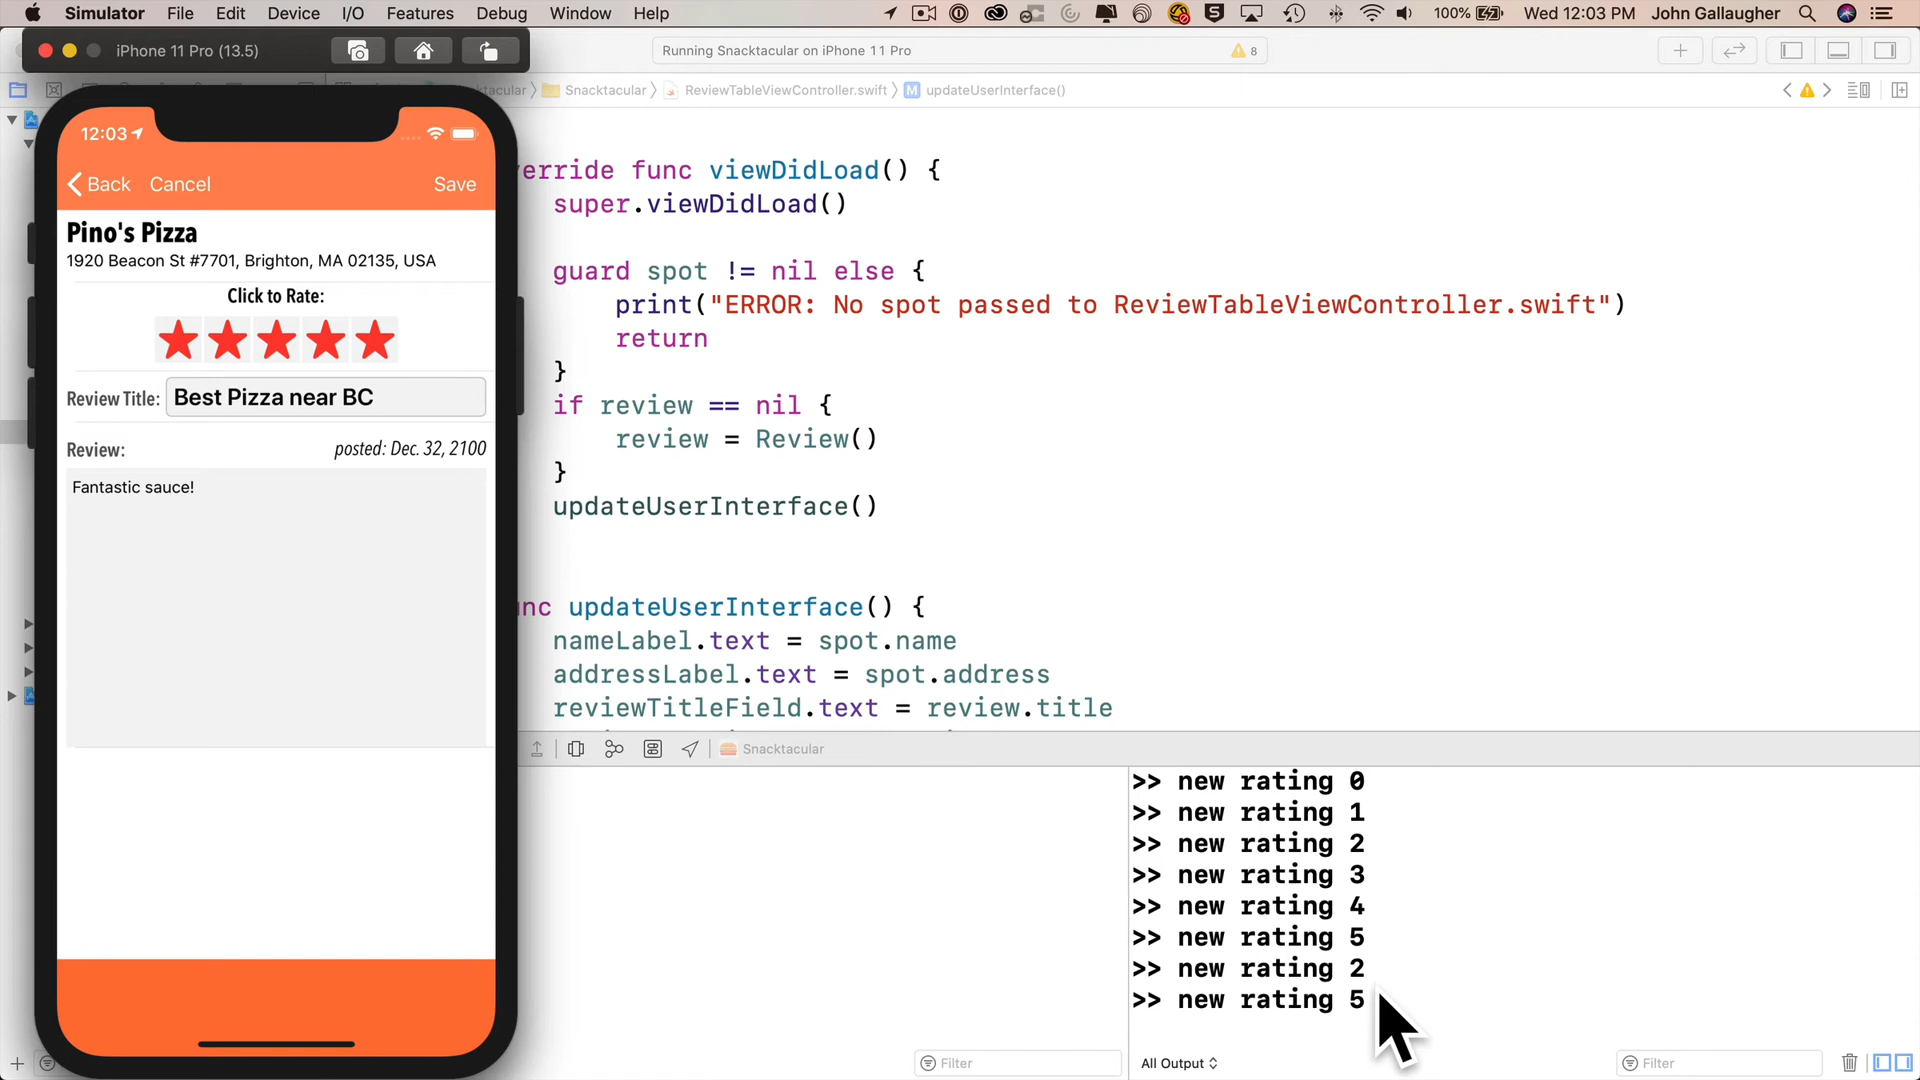 Simulator File Edit Device I/O Features Debug Window Help 100% Wed 12:03 PM John Gallaugher
iPhone 11 Pro (13.5)
Running Snacktacular on iPhone 11 Pro 8
Snacktacular ReviewTableViewController.swift M updateUserInterface()
12:03
Back Cancel Save
Pino's Pizza
1920 Beacon St #7701, Brighton, MA 02135, USA
Click to Rate:
Review Title: Best Pizza near BC
Review: posted: Dec. 32, 2100
Fantastic sauce!
erride func viewDidLoad() {
super.viewDidLoad()
guard spot != nil else {
print("ERROR: No spot passed to ReviewTableViewController.swift")
return
}
if review == nil {
review = Review()
}
updateUserInterface()
nc updateUserInterface() {
nameLabel.text = spot.name
addressLabel.text = spot.address
reviewTitleField.text = review.title
Snacktacular
>> new rating 0
>> new rating 1
>> new rating 2
>> new rating 3
>> new rating 4
>> new rating 5
>> new rating 2
>> new rating 5
Filter
All Output
Filter